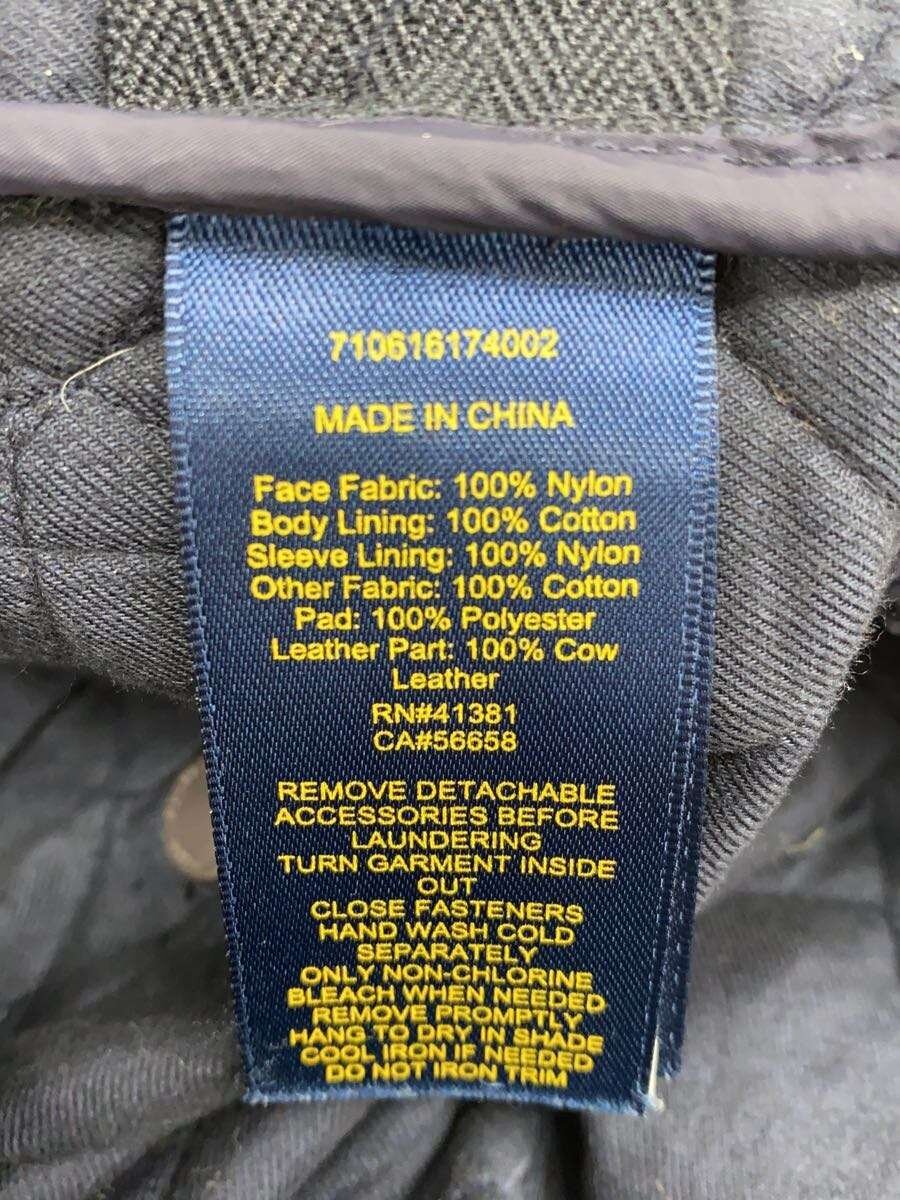 710616174002
MADE IN CHINA
Face Fabric: 100% Nylon
Body Lining: 100% Cotton
Sleeve Lining: 100% Nylon
Other Fabric: 100% Cotton
Pad: 100% Polyester
Leather Part: 100% Cow
Leather
RN#41381
CA#56658
REMOVE DETACHABLE
ACCESSORIES BEFORE
LAUNDERING
TURN GARMENT INSIDE
OUT
CLOSE FASTENERS
HAND WASH COLD
SEPARATELY
ONLY NON-CHLORINE
BLEACH WHEN NEEDED
REMOVE PROMPTLY
HANG TO DRY IN SHADE
COOL IRON IF NEEDED
DO NOT IRON TRIM